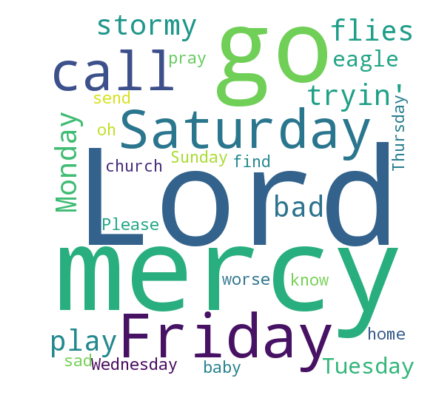 stormy
go
flies
call
pray
eagle
send
tryin'
oh
Saturday
Monday
church
Sunday
find
Thursday
Lord
bad
Please
mercy
worse
know
play
Friday
home
sad
Wednesday
baby
Tuesday